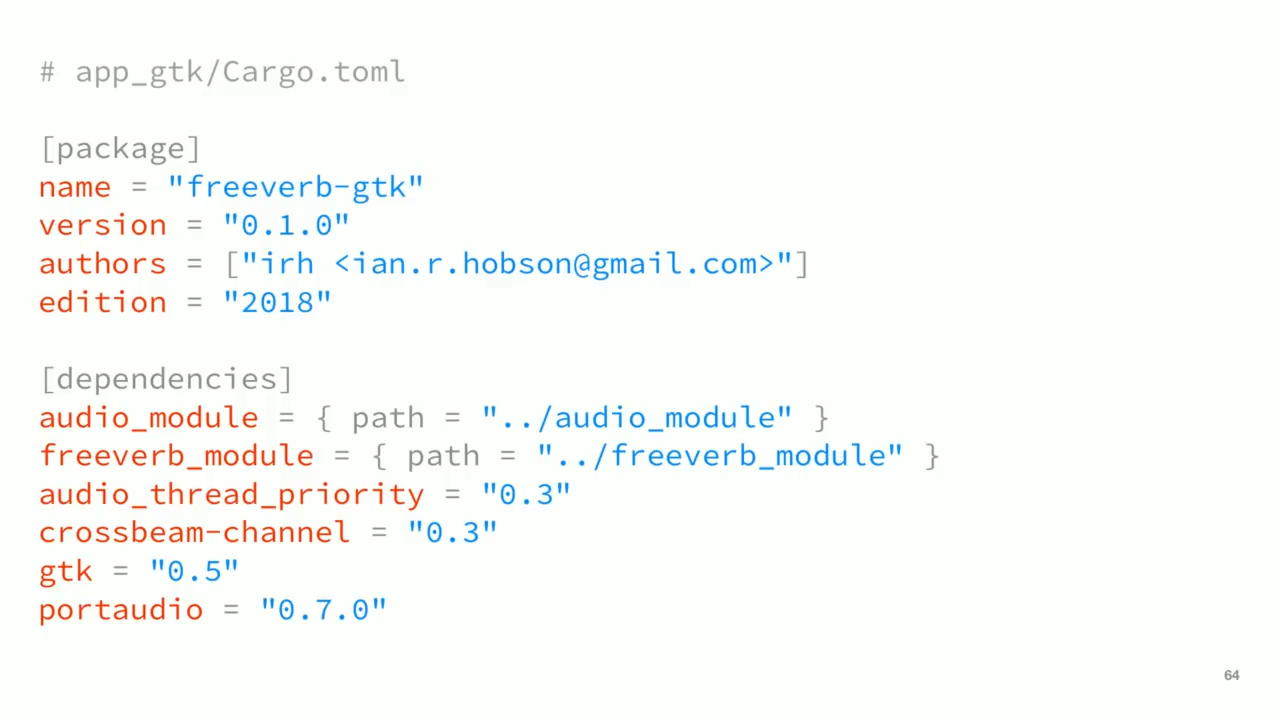 # app_gtk/Cargo.toml
[package]
name = "freeverb-gtk"
version = "0.1.0"
authors = ["irh <ian.r.hobson@gmail.com>"]
edition = "2018"
[dependencies]
audio_module = { path = "../audio_module" }
freeverb_module = { path = "../freeverb_module" }
audio_thread_priority = "0.3"
crossbeam-channel = "0.3"
gtk = "0.5"
portaudio = "0.7.0"
64